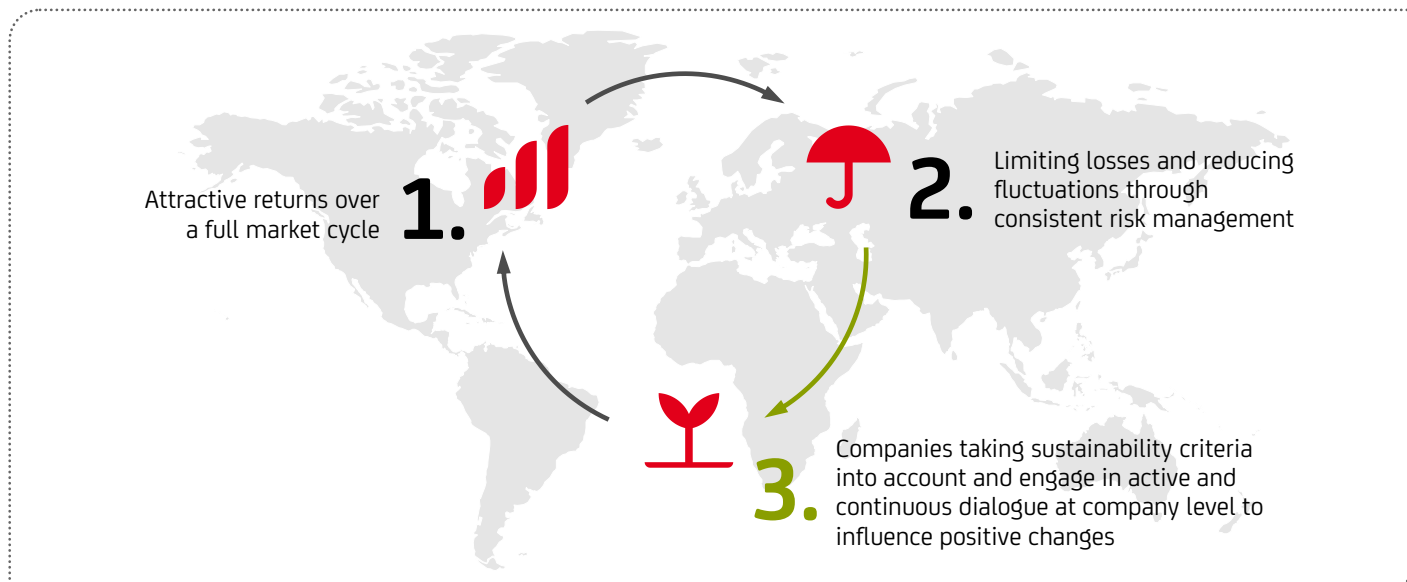 Attractive returns over
a full market cycle
1.
2.
Limiting losses and reducing
fluctuations through
consistent risk management
3.
Companies taking sustainability criteria
into account and engage in active and
continuous dialogue at company level to
influence positive changes